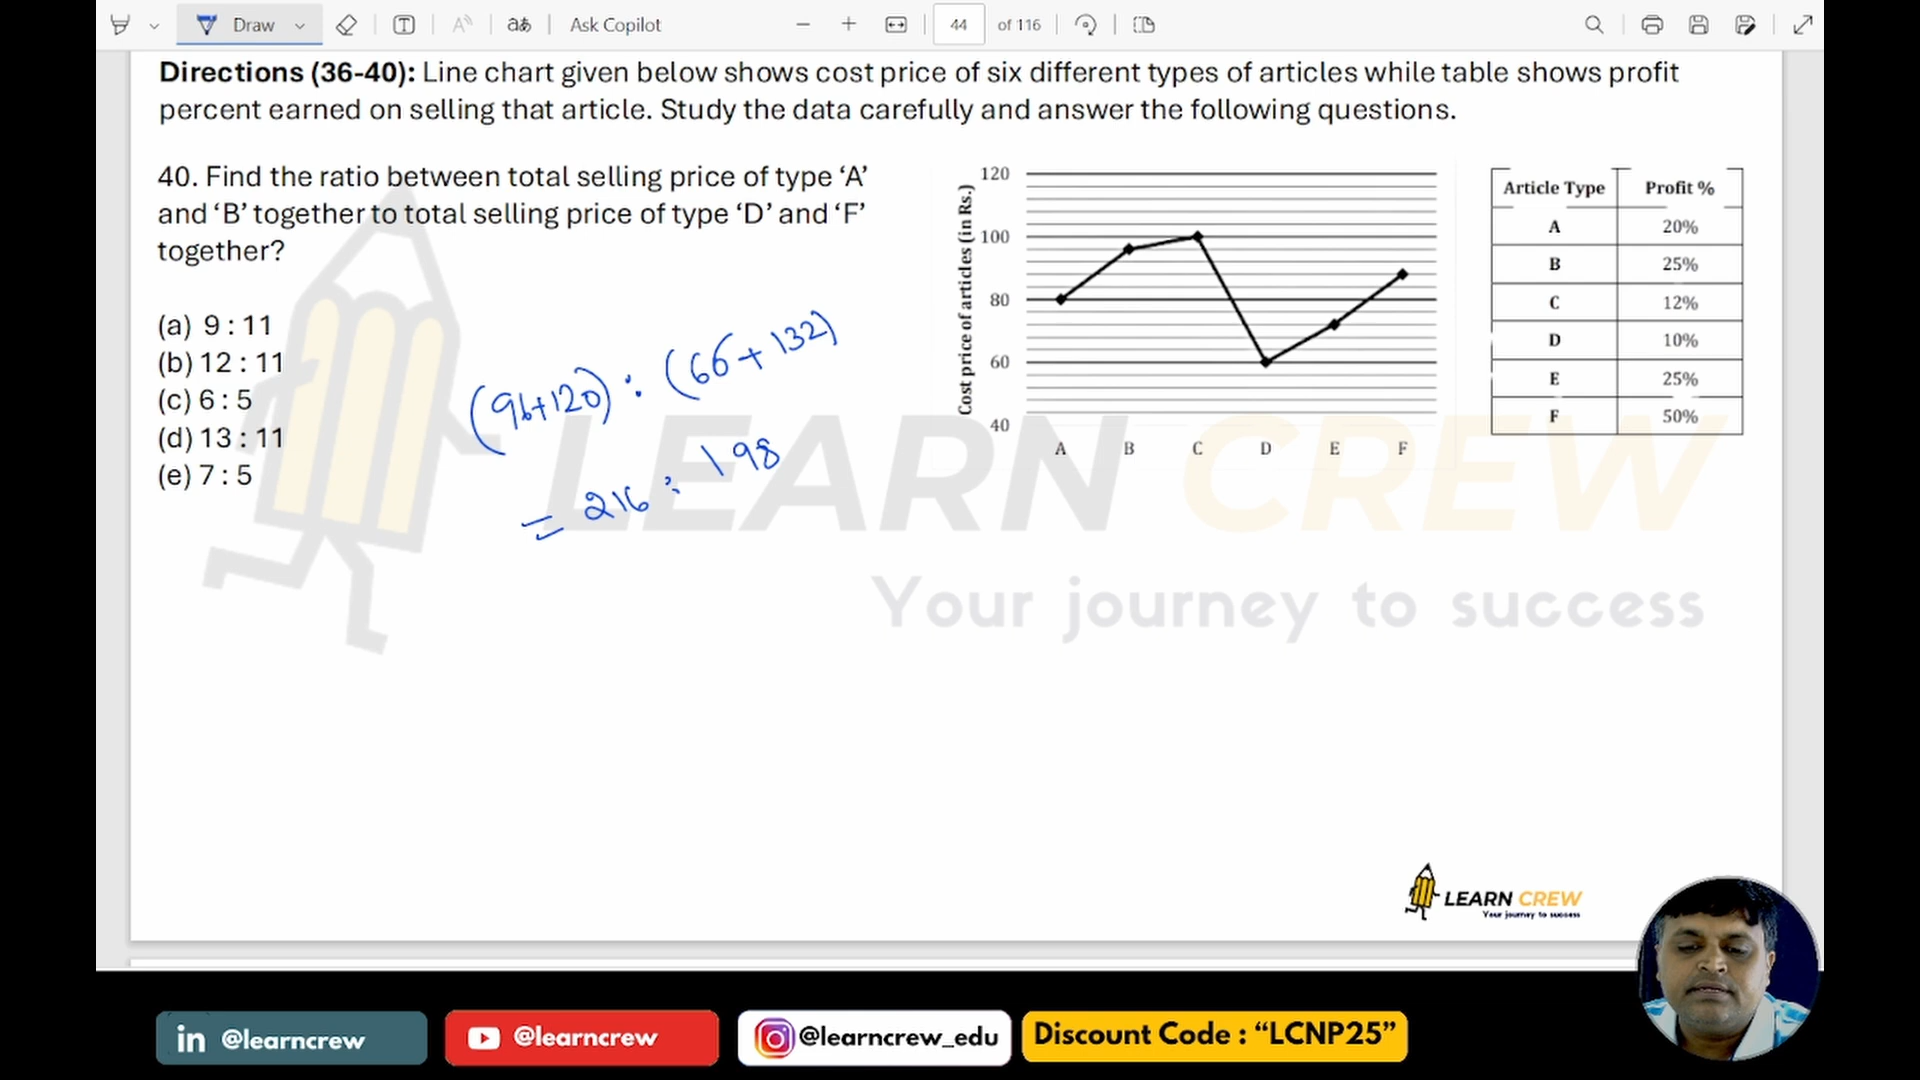 Draw
Ask Copilot
44 of 116
Directions (36-40): Line chart given below shows cost price of six different types of articles while table shows profit
percent earned on selling that article. Study the data carefully and answer the following questions.
40. Find the ratio between total selling price of type ‘A’
and ‘B’ together to total selling price of type ‘D’ and ‘F’
together?
(a) 9 : 11
(b) 12 : 11
(c) 6 : 5
(d) 13 : 11
(e) 7 : 5
(96+120) : (66+132)
= 216 : 198
Cost price of articles (in Rs.)
120
100
80
60
40
A B C D E F
Article Type Profit %
A 20%
B 25%
C 12%
D 10%
E 25%
F 50%
LEARN CREW
Your journey to success
LEARN CREW
Your journey to success
in @learncrew
@learncrew
@learncrew_edu
Discount Code : “LCNP25”